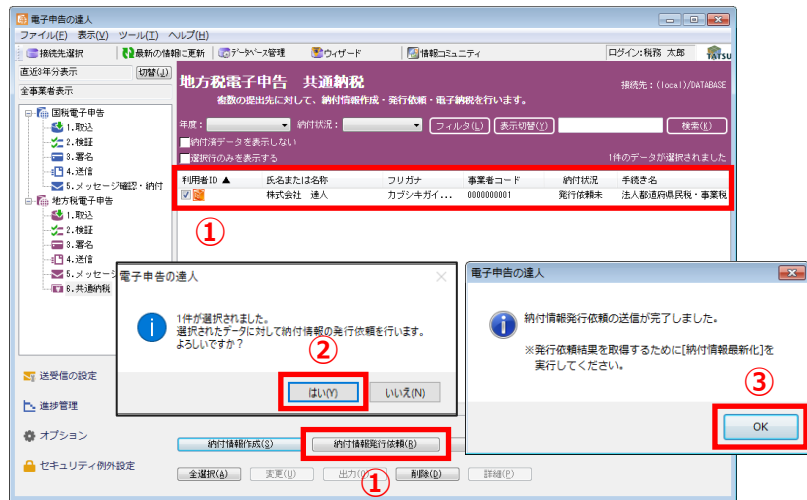 電子申告の達人
ファイル(F) 表示(V) ツール(T) ヘルプ(H)
接続先選択 最新の情報に更新 データベース管理 ウィザード 情報コミュニティ ログイン:税務 太郎 TATSU
直近3年分表示 切替(J)
全事業者表示
国税電子申告
1.取込
2.検証
3.署名
4.送信
5.メッセージ確認・納付
地方税電子申告
1.取込
2.検証
3.署名
4.送信
5.メッセージ
6.共通納税
送受信の設定
進捗管理
オプション
セキュリティ例外設定
地方税電子申告 共通納税
接続先：(local)/DATABASE
複数の提出先に対して、納付情報作成・発行依頼・電子納税を行います。
年度： 納付状況： フィルタ(L) 表示切替(Y) 検索(K)
納付済データを表示しない
選択行のみを表示する 1件のデータが選択されました
利用者ID ▲ 氏名または名称 フリガナ 事業者コード 納付状況 手続き名
株式会社 達人 カブシキガイ... 0000000001 発行依頼未 法人都道府県民税・事業税
①
電子申告の達人
1件が選択されました。
選択されたデータに対して納付情報の発行依頼を行います。
よろしいですか？
②
はい(Y) いいえ(N)
電子申告の達人
納付情報発行依頼の送信が完了しました。
※発行依頼結果を取得するために[納付情報最新化]を
実行してください。
③
OK
納付情報作成(S) 納付情報発行依頼(R)
①
全選択(A) 変更(U) 出力 削除(D) 詳細(P)